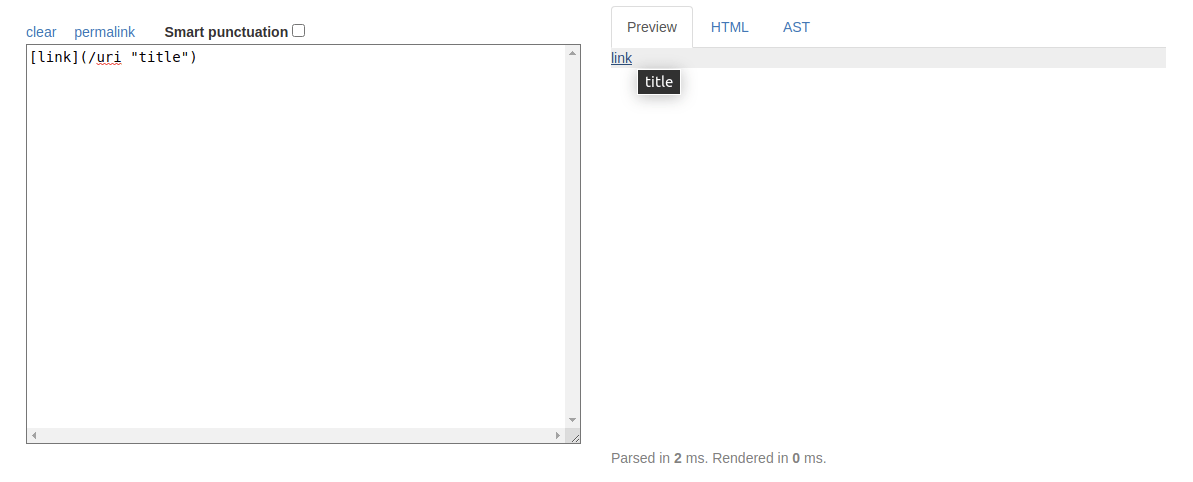 clear permalink Smart punctuation
[link](/uri "title")
Preview HTML AST
link
title
Parsed in 2 ms. Rendered in 0 ms.